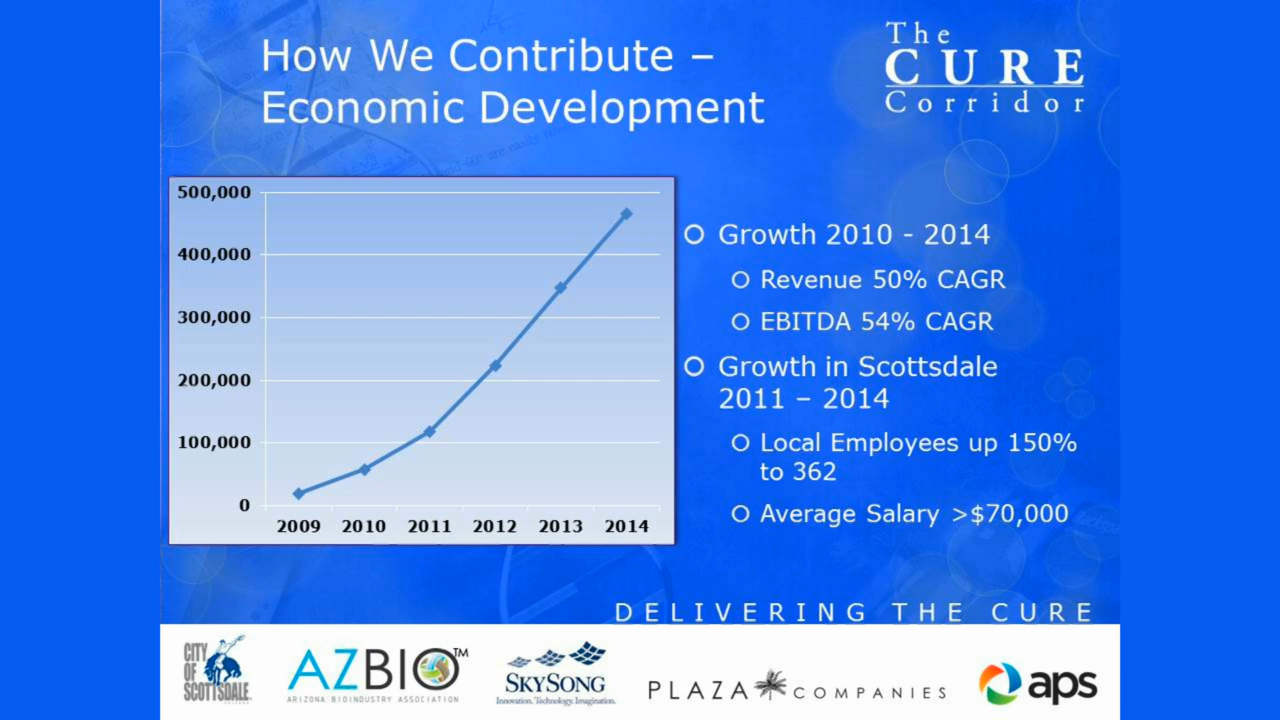 How We Contribute –
Economic Development
The
CURE
Corridor
500,000
400,000
300,000
200,000
100,000
0
2009 2010 2011 2012 2013 2014
Growth 2010 - 2014
Revenue 50% CAGR
EBITDA 54% CAGR
Growth in Scottsdale
2011 – 2014
Local Employees up 150%
to 362
Average Salary >$70,000
DELIVERING THE CURE
CITY
OF
SCOTTSDALE
AZBIO™
ARIZONA BIOINDUSTRY ASSOCIATION
SKYSONG
Innovation. Technology. Imagination.
PLAZA COMPANIES
aps